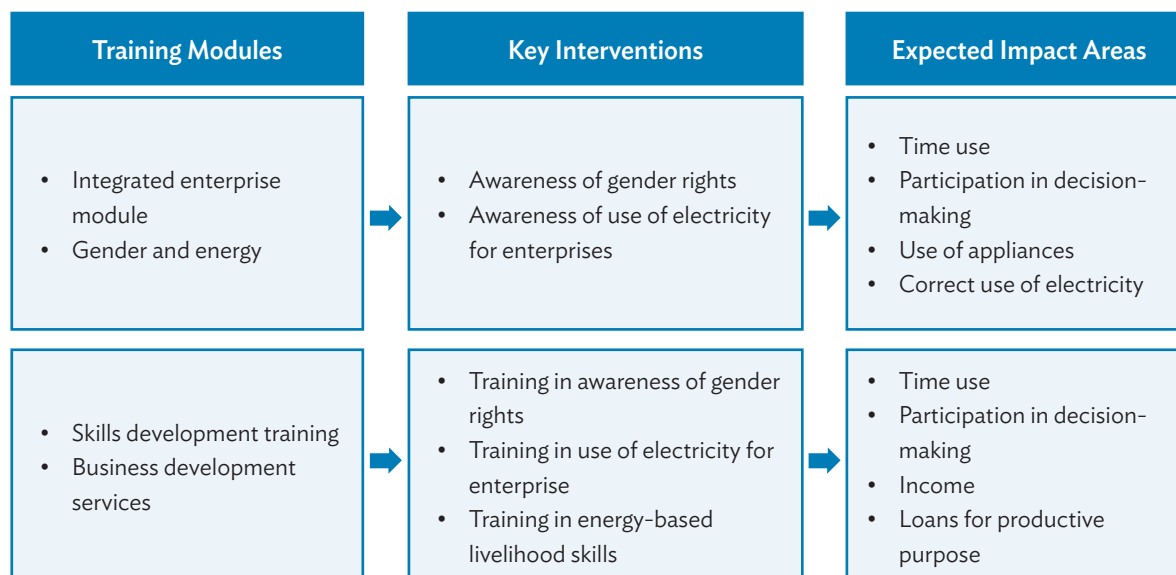 Training Modules
Key Interventions
Expected Impact Areas
• Integrated enterprise
module
• Gender and energy
• Awareness of gender rights
• Awareness of use of electricity
for enterprises
• Time use
• Participation in decision-
making
• Use of appliances
• Correct use of electricity
• Skills development training
• Business development
services
• Training in awareness of gender
rights
• Training in use of electricity for
enterprise
• Training in energy-based
livelihood skills
• Time use
• Participation in decision-
making
• Income
• Loans for productive
purpose